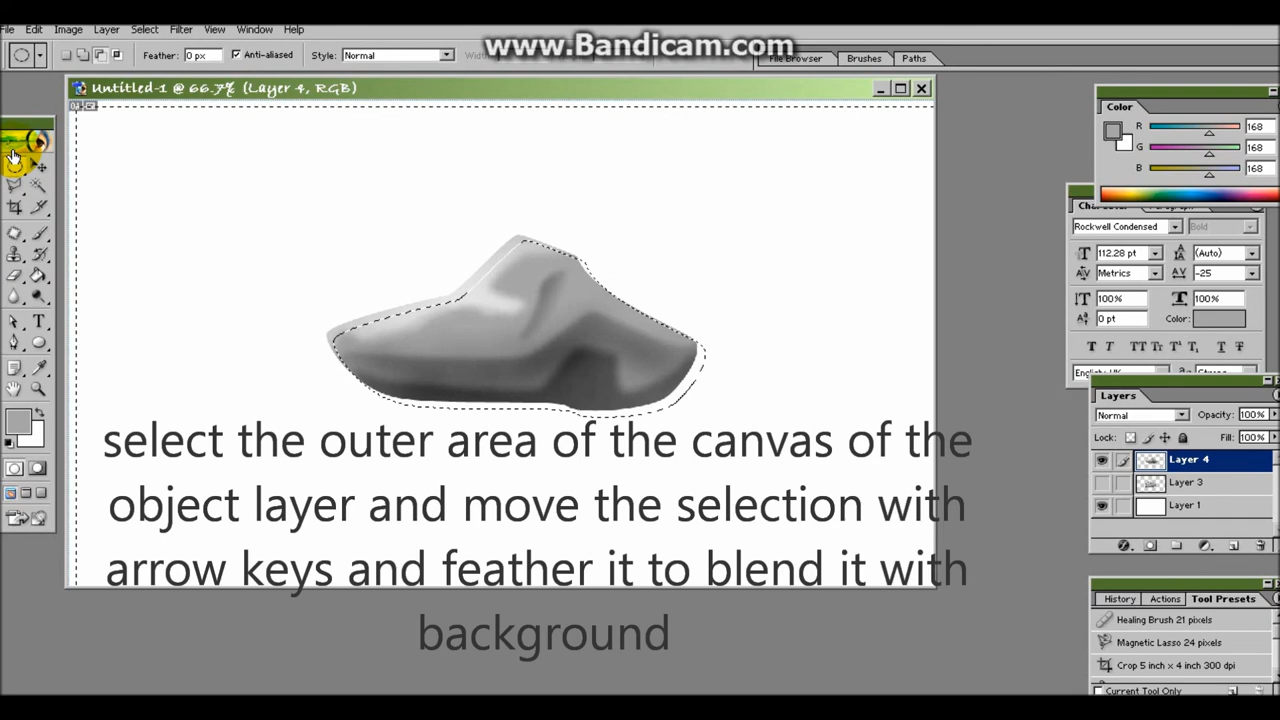 File Edit Image Layer Select Filter View Window Help
www.Bandicam.com
Feather: 0 px Anti-aliased Style: Normal
File Browser Brushes Paths
Untitled-1 @ 66.7% (Layer 4, RGB)
Color
R 168
G 168
B 168
Rockwell Condensed Bold
112.28 pt (Auto)
Metrics -25
100% 100%
0 pt Color:
T T TT Tr T¹ T₁ T T
Layers
Normal Opacity: 100%
Lock: Fill: 100%
Layer 4
Layer 3
Layer 1
History Actions Tool Presets
Healing Brush 21 pixels
Magnetic Lasso 24 pixels
Crop 5 inch x 4 inch 300 dpi
Current Tool Only
select the outer area of the canvas of the
object layer and move the selection with
arrow keys and feather it to blend it with
background